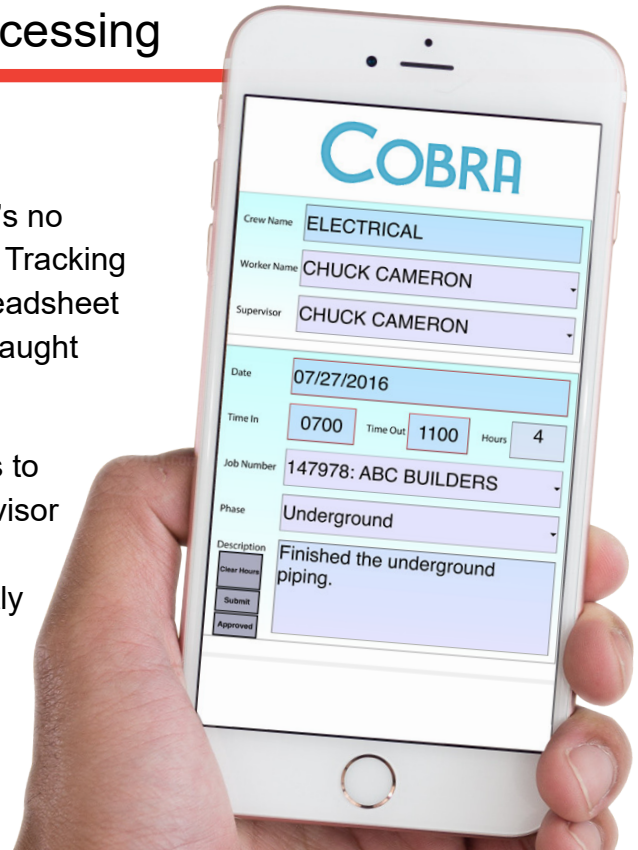 cessing
's no
Tracking
eadsheet
aught
s to
visor
ly
COBRA
Crew Name ELECTRICAL
Worker Name CHUCK CAMERON
Supervisor CHUCK CAMERON
Date 07/27/2016
Time In 0700 Time Out 1100 Hours 4
Job Number 147978: ABC BUILDERS
Phase Underground
Description Finished the underground
piping.
Clear Hours
Submit
Approved